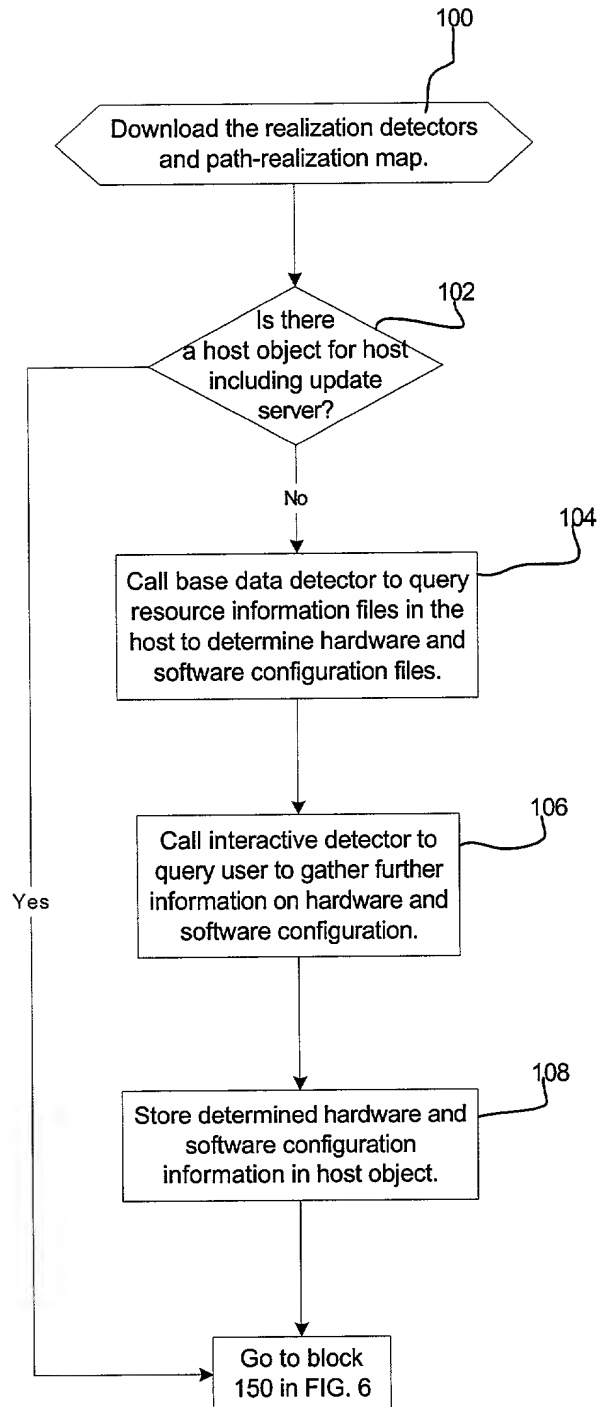 100
Download the realization detectors
and path-realization map.
102
Is there
a host object for host
including update
server?
No
104
Call base data detector to query
resource information files in the
host to determine hardware and
software configuration files.
106
Call interactive detector to
query user to gather further
information on hardware and
software configuration.
Yes
108
Store determined hardware and
software configuration
information in host object.
Go to block
150 in FIG. 6